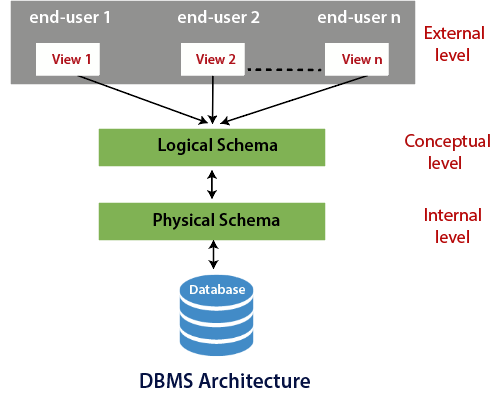 end-user 1 end-user 2 end-user n
View 1 View 2 View n
External
level
Logical Schema
Conceptual
level
Physical Schema
Internal
level
Database
DBMS Architecture